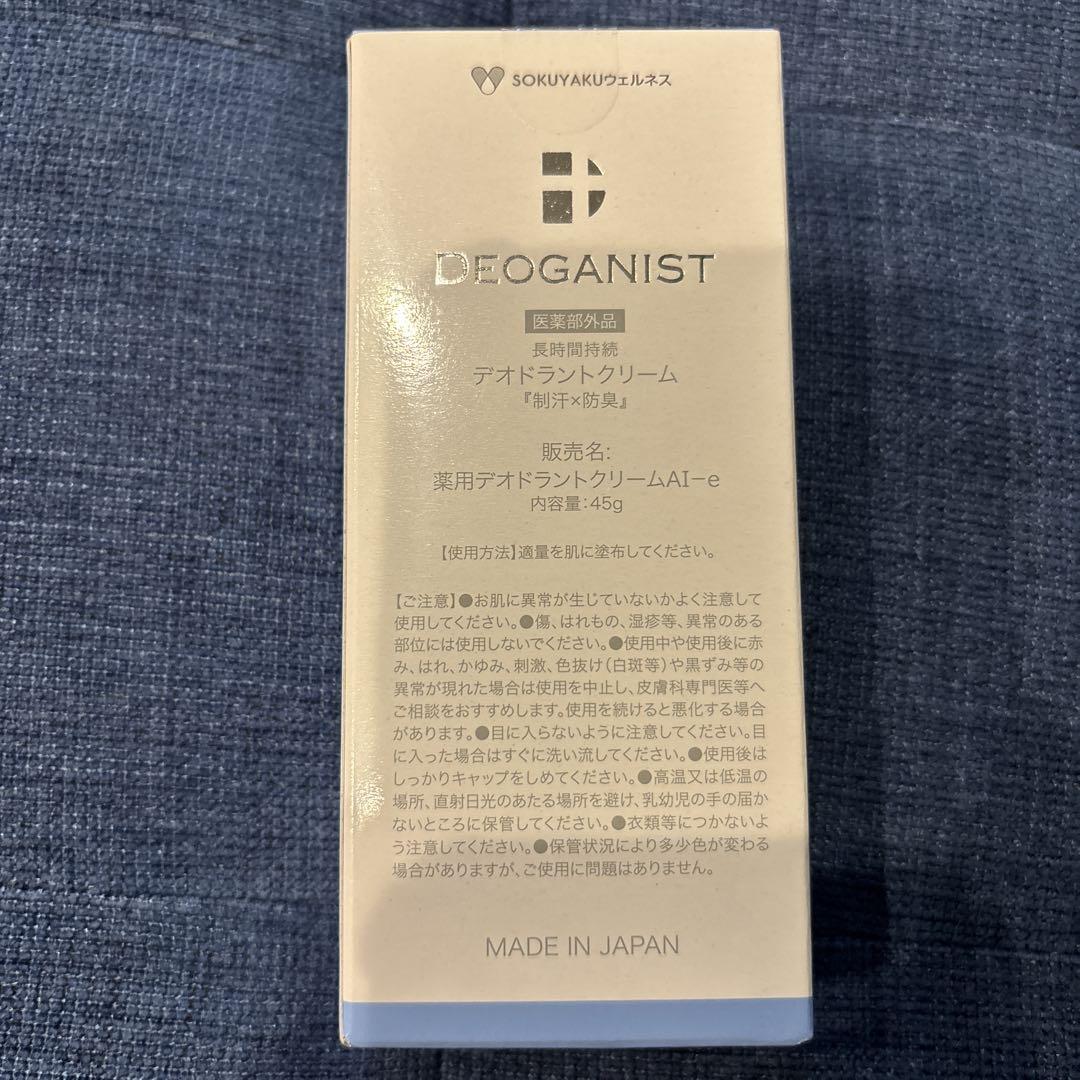 SOKUYAKUウェルネス
DEOGANIST
医薬部外品
長時間持続
デオドラントクリーム
『制汗×防臭』
販売名:
薬用デオドラントクリームAI-e
内容量:45g
【使用方法】適量を肌に塗布してください。
【ご注意】●お肌に異常が生じていないかよく注意して
使用してください。●傷、はれもの、湿疹等、異常のある
部位には使用しないでください。●使用中や使用後に赤
み、はれ、かゆみ、刺激、色抜け(白斑等)や黒ずみ等の
異常が現れた場合は使用を中止し、皮膚科専門医等へ
ご相談をおすすめします。使用を続けると悪化する場合
があります。●目に入らないように注意してください。目
に入った場合はすぐに洗い流してください。●使用後は
しっかりキャップをしめてください。●高温又は低温の
場所、直射日光のあたる場所を避け、乳幼児の手の届か
ないところに保管してください。●衣類等につかないよ
う注意してください。●保管状況により多少色が変わる
場合がありますが、ご使用に問題はありません。
MADE IN JAPAN